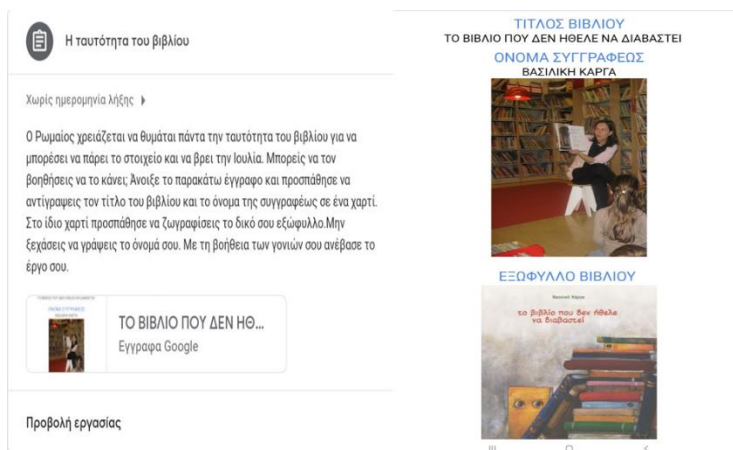 Η ταυτότητα του βιβλίου
Χωρίς ημερομηνία λήξης
Ο Ρωμαίος χρειάζεται να θυμάται πάντα την ταυτότητα του βιβλίου για να
μπορέσει να πάρει το στοιχείο και να βρει την Ιουλία. Μπορείς να τον
βοηθήσεις να το κάνει; Άνοιξε το παρακάτω έγγραφο και προσπάθησε να
αντίγραψεις τον τίτλο του βιβλίου και το όνομα της συγγραφέως σε ένα χαρτί.
Στο ίδιο χαρτί προσπάθησε να ζωγραφίσεις το δικό σου εξώφυλλο.Μην
ξεχάσεις να γράψεις το όνομά σου. Με τη βοήθεια των γονιών σου ανέβασε το
έργο σου.
ΤΟ ΒΙΒΛΙΟ ΠΟΥ ΔΕΝ ΗΘ...
Εγγραφα Google
Προβολή εργασίας
ΤΙΤΛΟΣ ΒΙΒΛΙΟΥ
ΤΟ ΒΙΒΛΙΟ ΠΟΥ ΔΕΝ ΗΘΕΛΕ ΝΑ ΔΙΑΒΑΣΤΕΙ
ΟΝΟΜΑ ΣΥΓΓΡΑΦΕΩΣ
ΒΑΣΙΛΙΚΗ ΚΑΡΓΑ
ΕΞΩΦΥΛΛΟ ΒΙΒΛΙΟΥ
Βασιλική Κάργα
το βιβλίο που δεν ήθελε
να διαβαστεί